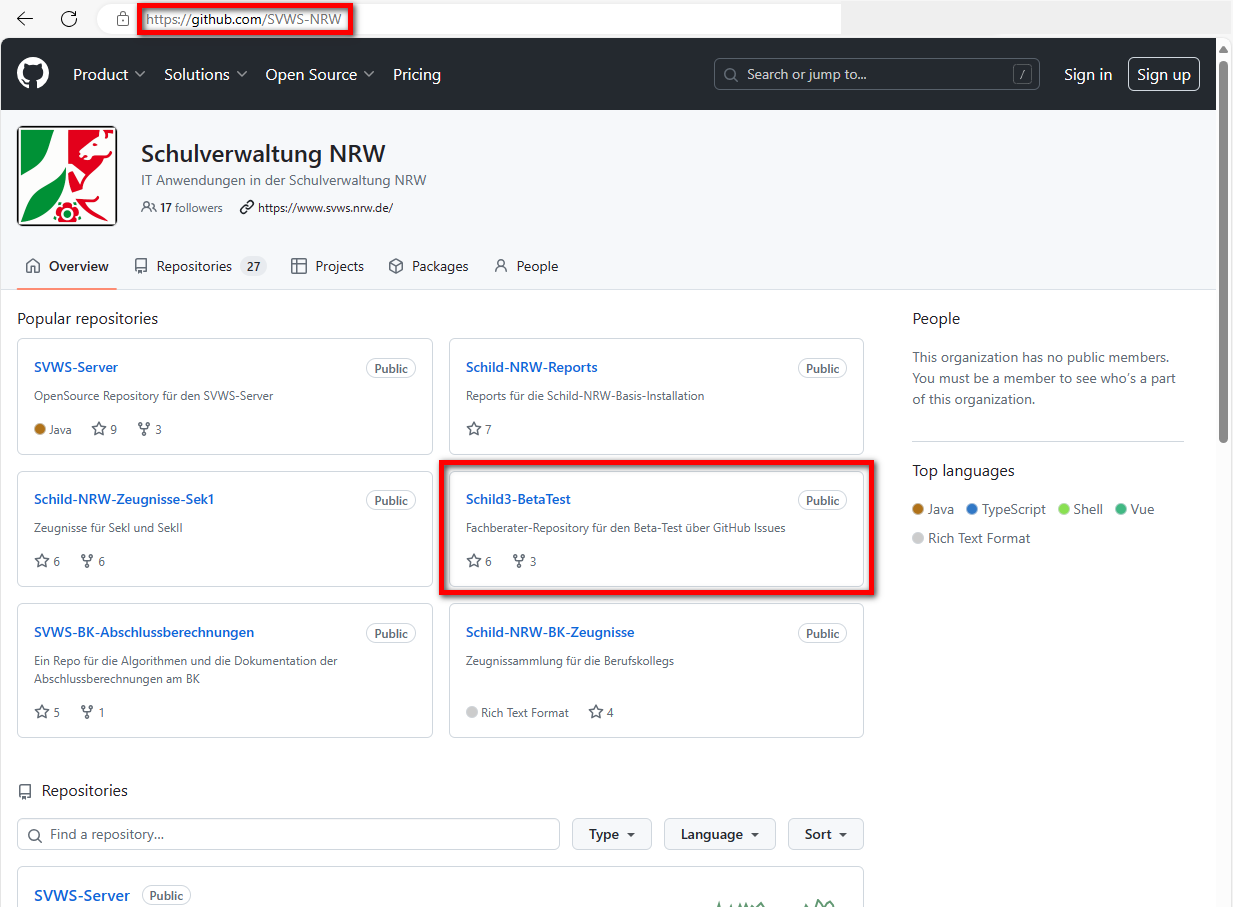 https://github.com/SVWS-NRW
Product Solutions Open Source Pricing Search or jump to... / Sign in Sign up
Schulverwaltung NRW
IT Anwendungen in der Schulverwaltung NRW
17 followers https://www.svws.nrw.de/
Overview Repositories 27 Projects Packages People
Popular repositories
SVWS-Server Public
OpenSource Repository für den SVWS-Server
Java 9 3
Schild-NRW-Reports Public
Reports für die Schild-NRW-Basis-Installation
7
Schild-NRW-Zeugnisse-Sek1 Public
Zeugnisse für SekI und SekII
6 6
Schild3-BetaTest Public
Fachberater-Repository für den Beta-Test über GitHub Issues
6 3
SVWS-BK-Abschlussberechnungen Public
Ein Repo für die Algorithmen und die Dokumentation der
Abschlussberechnungen am BK
5 1
Schild-NRW-BK-Zeugnisse Public
Zeugnissammlung für die Berufskollegs
Rich Text Format 4
People
This organization has no public members.
You must be a member to see who's a part
of this organization.
Top languages
Java TypeScript Shell Vue
Rich Text Format
Repositories
Find a repository... Type Language Sort
SVWS-Server Public